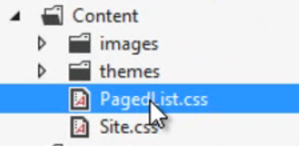 Content
images
themes
PagedList.css
Site.css